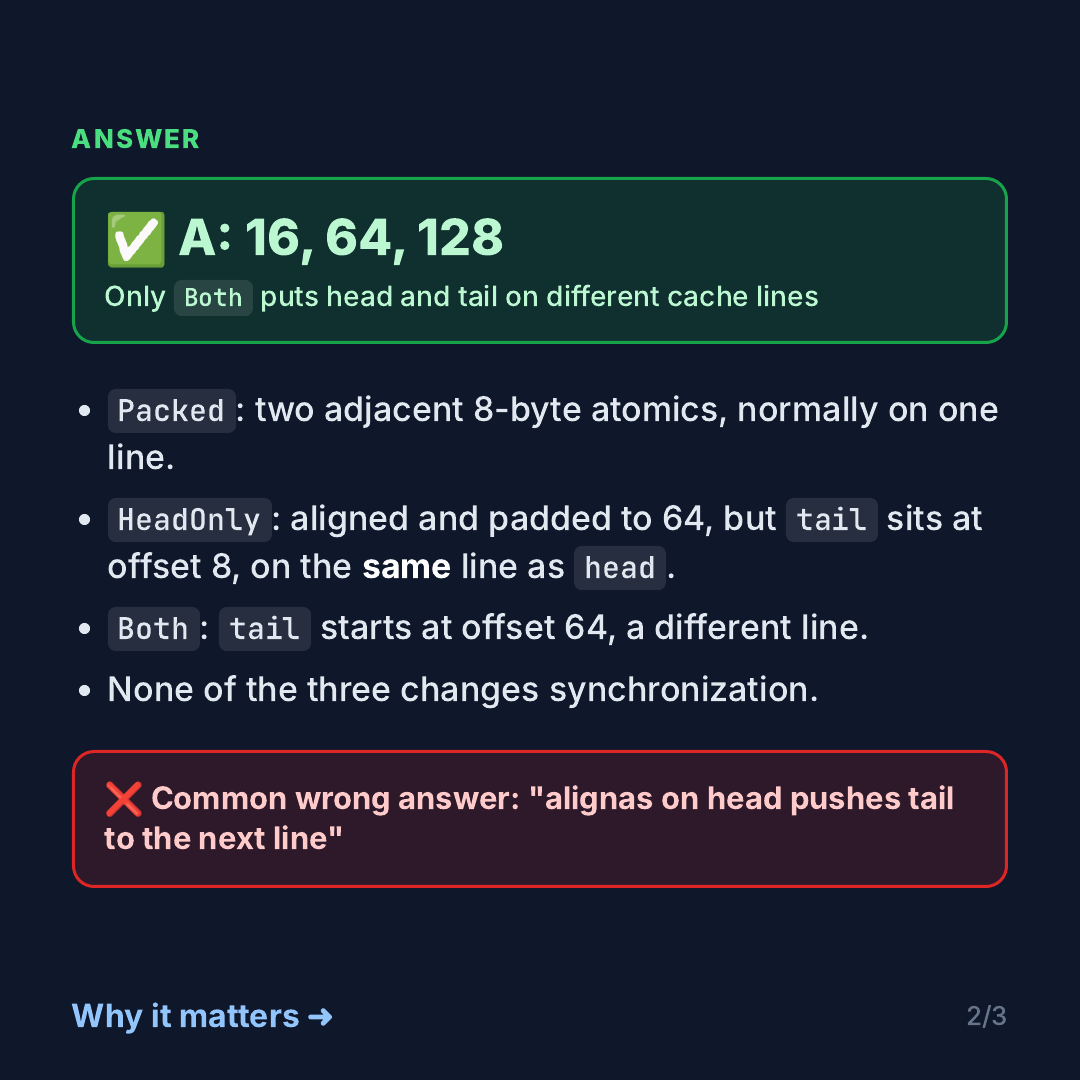 ANSWER
✅ A: 16, 64, 128
Only Both puts head and tail on different cache lines
• Packed: two adjacent 8-byte atomics, normally on one
line.
• HeadOnly: aligned and padded to 64, but tail sits at
offset 8, on the same line as head.
• Both: tail starts at offset 64, a different line.
• None of the three changes synchronization.
❌ Common wrong answer: "alignas on head pushes tail
to the next line"
Why it matters ➜
2/3